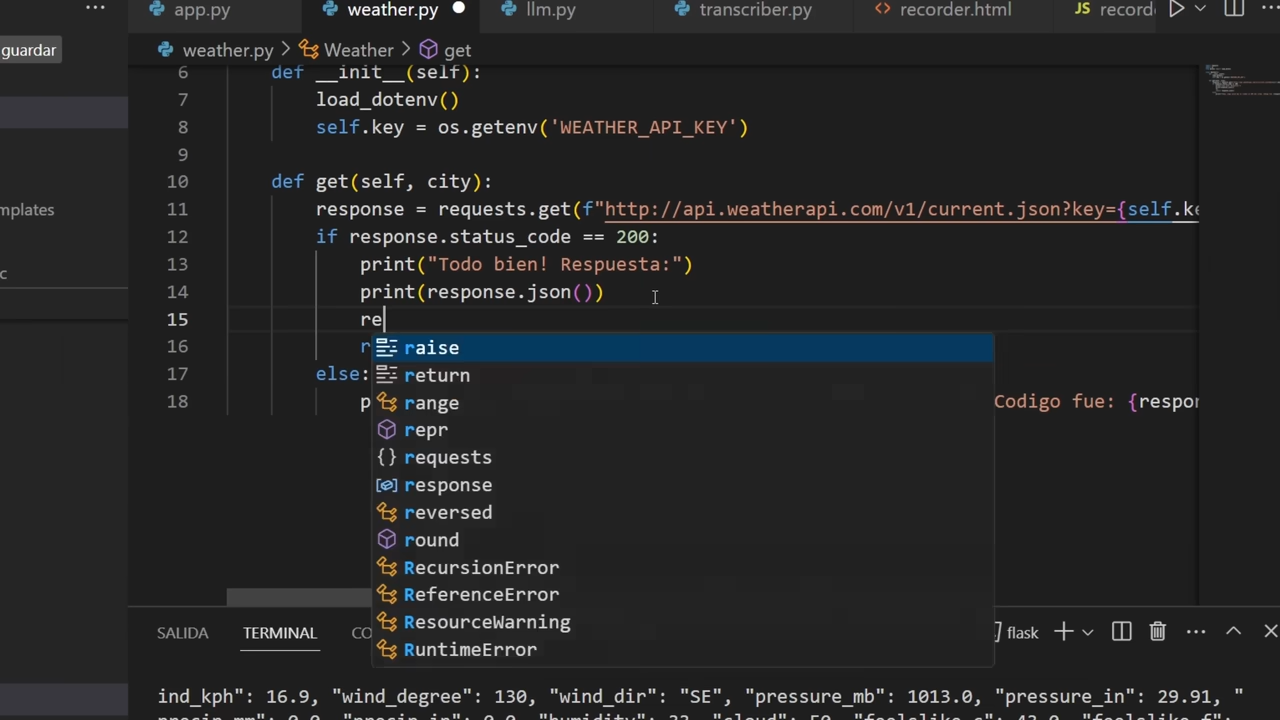 app.py weather.py llm.py transcriber.py recorder.html JS
guardar
weather.py > Weather > get
6 def __init__(self):
7 load_dotenv()
8 self.key = os.getenv('WEATHER_API_KEY')
9
10 def get(self, city):
mplates
11 response = requests.get(f"http://api.weatherapi.com/v1/current.json?key={self.ke
12 if response.status_code == 200:
13 print("Todo bien! Respuesta:")
c
14 print(response.json())
15 re
16 r
raise
17 else:
return
range
18 p Codigo fue: {respor
repr
requests
response
reversed
round
RecursionError
ReferenceError
ResourceWarning
RuntimeError
SALIDA TERMINAL CO flask
ind_kph": 16.9, "wind_degree": 130, "wind_dir": "SE", "pressure_mb": 1013.0, "pressure_in": 29.91, "